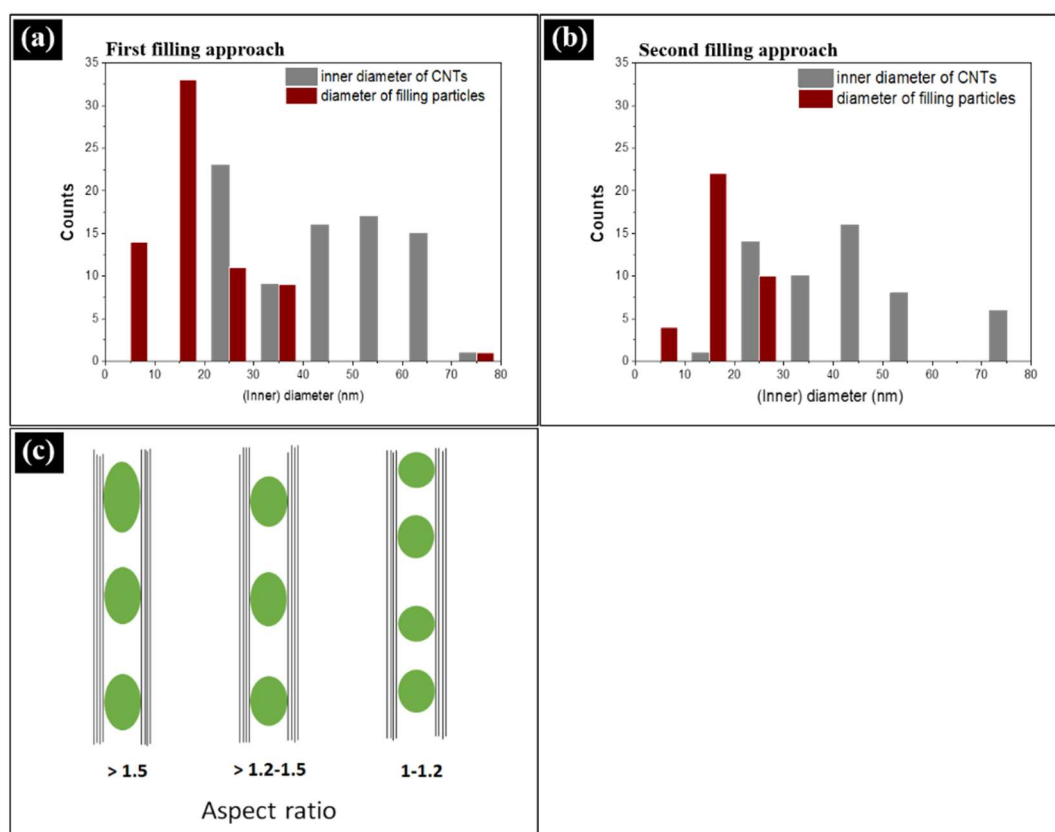 (a)
First filling approach
inner diameter of CNTs
diameter of filling particles
35
30
25
20
15
10
5
0
Counts
0 10 20 30 40 50 60 70 80
(Inner) diameter (nm)
(b)
Second filling approach
inner diameter of CNTs
diameter of filling particles
35
30
25
20
15
10
5
0
Counts
0 10 20 30 40 50 60 70 80
(Inner) diameter (nm)
(c)
> 1.5 > 1.2-1.5 1-1.2
Aspect ratio